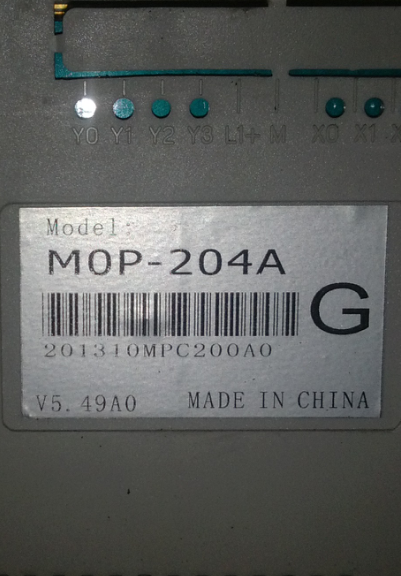 Y0 Y1 Y2 Y3 L1+ M X0 X1
Model:
MOP-204A
G
201310MPC200A0
V5.49A0 MADE IN CHINA